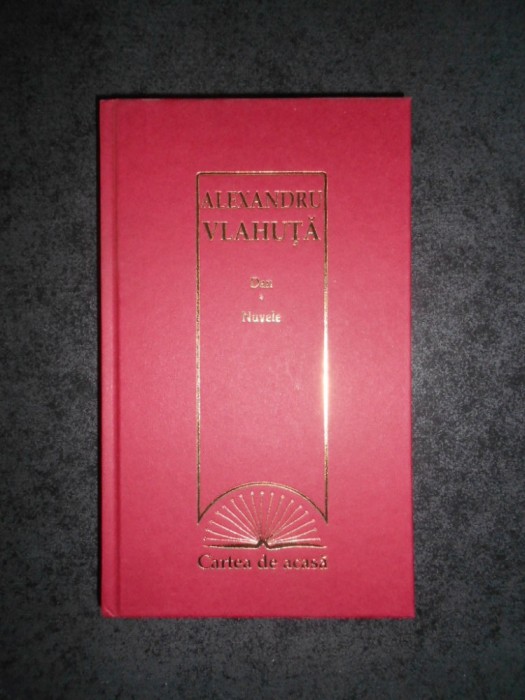 ALEXANDRU
VLAHUȚĂ
Dan
Nuvele
Cartea de acasă